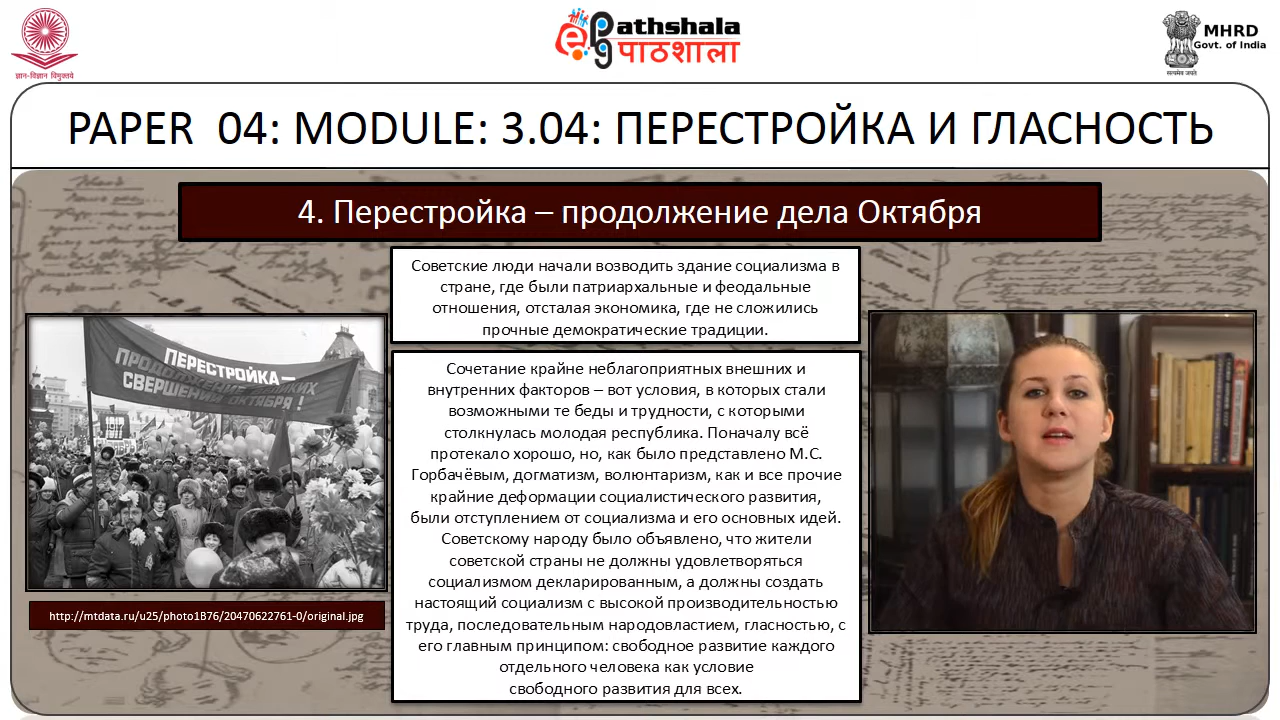 ज्ञान-विज्ञान विमुक्तये
ePathshala
पाठशाला
MHRD
Govt. of India
सत्यमेव जयते
PAPER 04: MODULE: 3.04: ПЕРЕСТРОЙКА И ГЛАСНОСТЬ
4. Перестройка – продолжение дела Октября
Советские люди начали возводить здание социализма в
стране, где были патриархальные и феодальные
отношения, отсталая экономика, где не сложились
прочные демократические традиции.
ПЕРЕСТРОЙКА—
СВЕРШЕНИЙ ОКТЯБРЯ!
http://mtdata.ru/u25/photo1B76/20470622761-0/original.jpg
Сочетание крайне неблагоприятных внешних и
внутренних факторов – вот условия, в которых стали
возможными те беды и трудности, с которыми
столкнулась молодая республика. Поначалу всё
протекало хорошо, но, как было представлено М.С.
Горбачёвым, догматизм, волюнтаризм, как и все прочие
крайние деформации социалистического развития,
были отступлением от социализма и его основных идей.
Советскому народу было объявлено, что жители
советской страны не должны удовлетворяться
социализмом декларированным, а должны создать
настоящий социализм с высокой производительностью
труда, последовательным народовластием, гласностью, с
его главным принципом: свободное развитие каждого
отдельного человека как условие
свободного развития для всех.